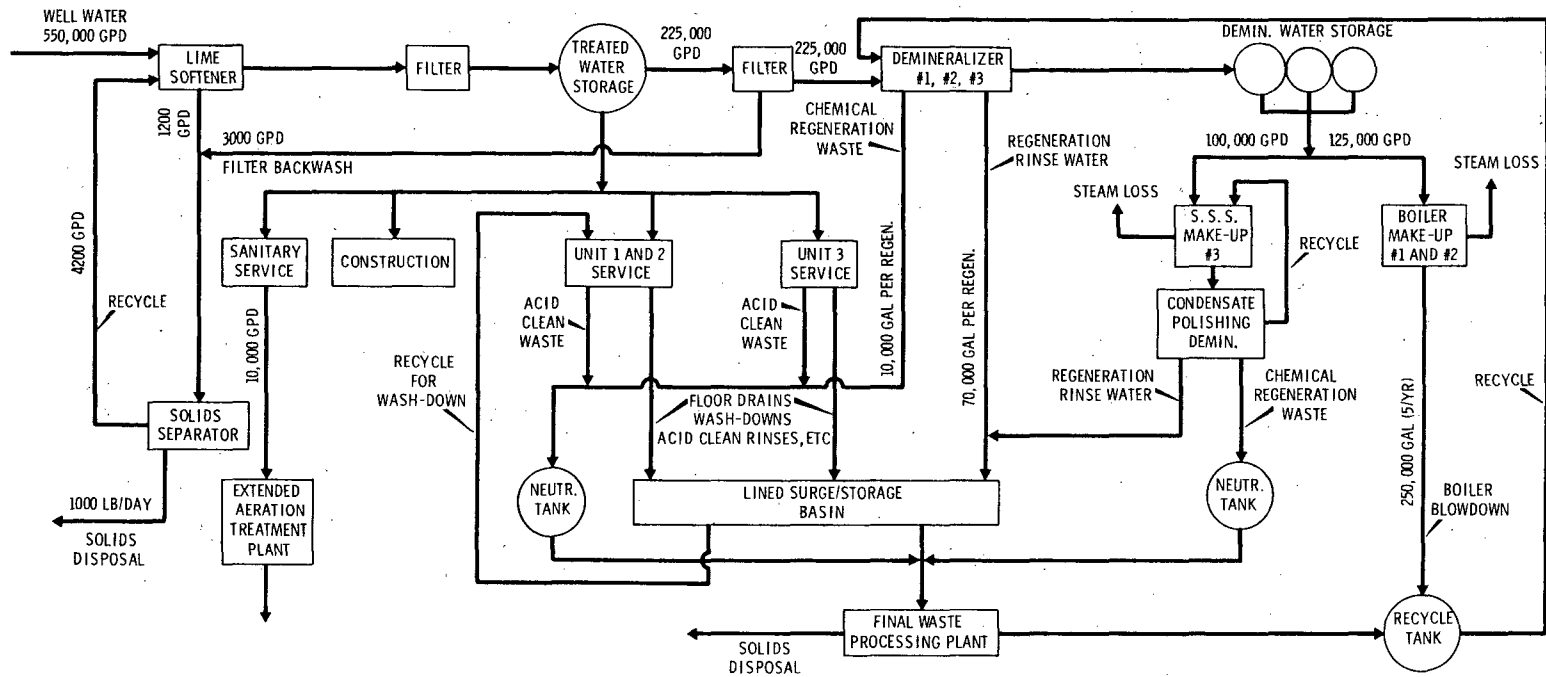 WELL WATER
550,000 GPD
LIME
SOFTENER
FILTER
TREATED
WATER
STORAGE
225,000
GPD
FILTER
225,000
GPD
DEMINERALIZER
#1, #2, #3
DEMIN. WATER STORAGE
1200
GPD
3000 GPD
FILTER BACKWASH
CHEMICAL
REGENERATION
WASTE
REGENERATION
RINSE WATER
100,000 GPD
125,000 GPD
STEAM LOSS
STEAM LOSS
4200 GPD
RECYCLE
SANITARY
SERVICE
CONSTRUCTION
UNIT 1 AND 2
SERVICE
UNIT 3
SERVICE
S. S. S.
MAKE-UP
#3
RECYCLE
BOILER
MAKE-UP
#1 AND #2
10,000 GPD
ACID
CLEAN
WASTE
ACID
CLEAN
WASTE
10,000 GAL PER REGEN.
70,000 GAL PER REGEN.
CONDENSATE
POLISHING
DEMIN.
RECYCLE
FOR
WASH-DOWN
FLOOR DRAINS
WASH-DOWNS
ACID CLEAN RINSES, ETC
REGENERATION
RINSE WATER
CHEMICAL
REGENERATION
WASTE
RECYCLE
SOLIDS
SEPARATOR
250,000 GAL (5/YR)
1000 LB/DAY
SOLIDS
DISPOSAL
EXTENDED
AERATION
TREATMENT
PLANT
NEUTR.
TANK
LINED SURGE/STORAGE
BASIN
NEUTR.
TANK
BOILER
BLOWDOWN
SOLIDS
DISPOSAL
FINAL WASTE
PROCESSING PLANT
RECYCLE
TANK